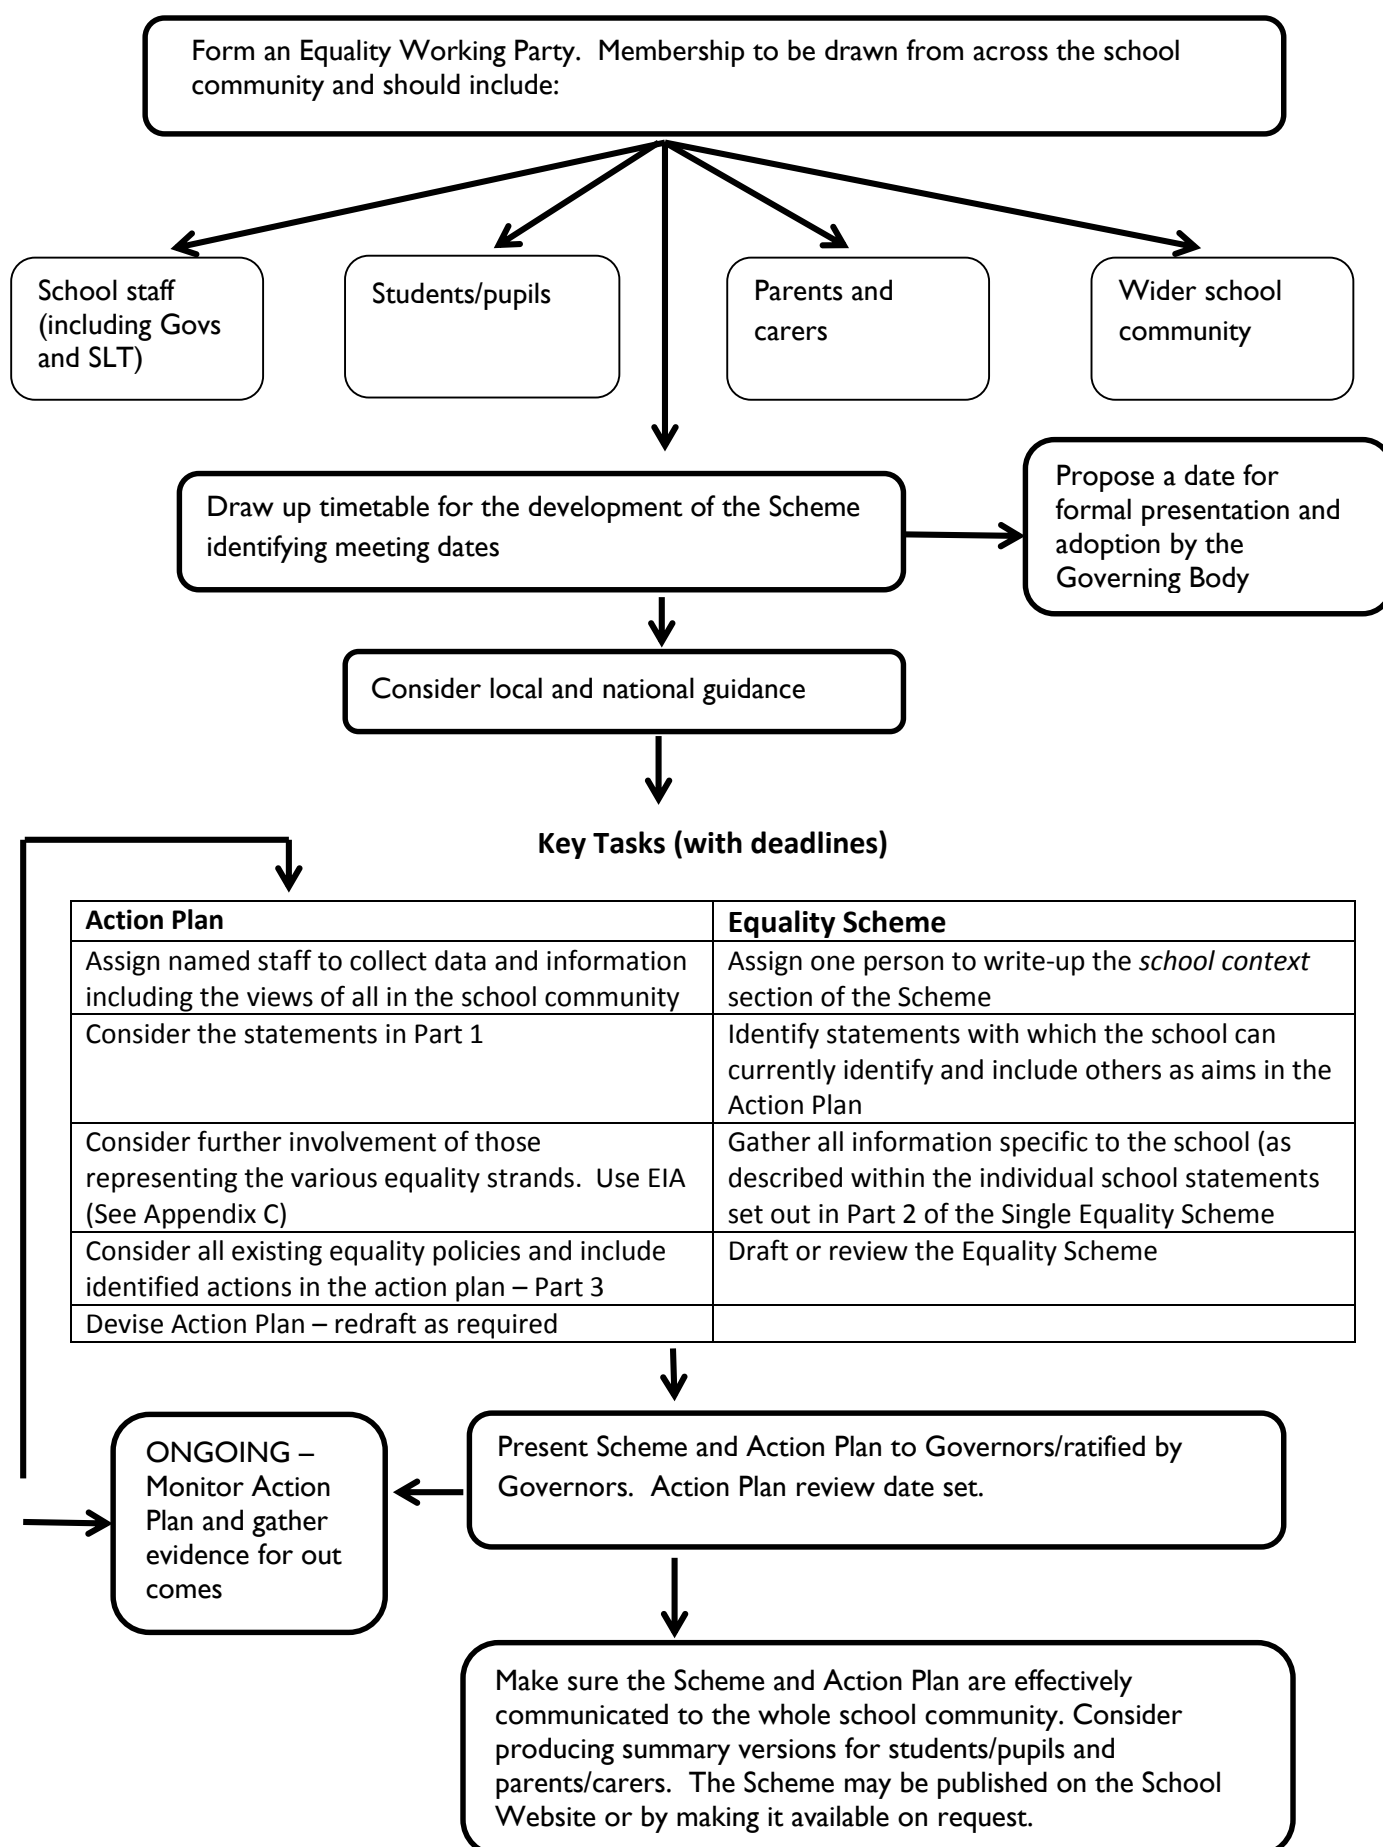 Form an Equality Working Party.  Membership to be drawn from across the school
community and should include:
School staff
(including Govs
and SLT)
Students/pupils
Parents and
carers
Wider school
community
Draw up timetable for the development of the Scheme
identifying meeting dates
Propose a date for
formal presentation and
adoption by the
Governing Body
Consider local and national guidance
Key Tasks (with deadlines)
Action Plan
Equality Scheme
Assign named staff to collect data and information
including the views of all in the school community
Assign one person to write-up the school context
section of the Scheme
Consider the statements in Part 1
Identify statements with which the school can
currently identify and include others as aims in the
Action Plan
Consider further involvement of those
representing the various equality strands.  Use EIA
(See Appendix C)
Gather all information specific to the school (as
described within the individual school statements
set out in Part 2 of the Single Equality Scheme
Consider all existing equality policies and include
identified actions in the action plan – Part 3
Draft or review the Equality Scheme
Devise Action Plan – redraft as required
ONGOING –
Monitor Action
Plan and gather
evidence for out
comes
Present Scheme and Action Plan to Governors/ratified by
Governors.  Action Plan review date set.
Make sure the Scheme and Action Plan are effectively
communicated to the whole school community. Consider
producing summary versions for students/pupils and
parents/carers.  The Scheme may be published on the School
Website or by making it available on request.